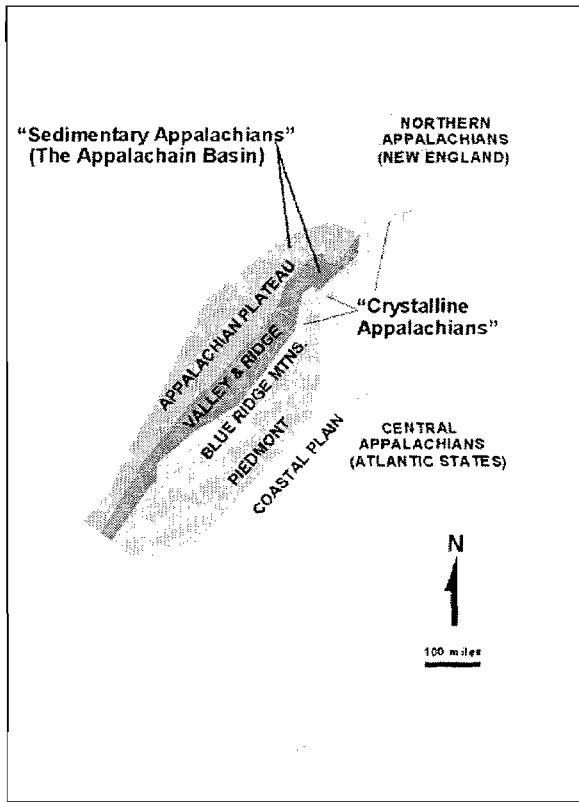 "Sedimentary Appalachians"
(The Appalachain Basin)
NORTHERN
APPALACHIANS
(NEW ENGLAND)
APPALACHIAN PLATEAU
VALLEY & RIDGE
BLUE RIDGE MTNS.
PIEDMONT
COASTAL PLAIN
"Crystalline
Appalachians"
CENTRAL
APPALACHIANS
(ATLANTIC STATES)
N
100 miles